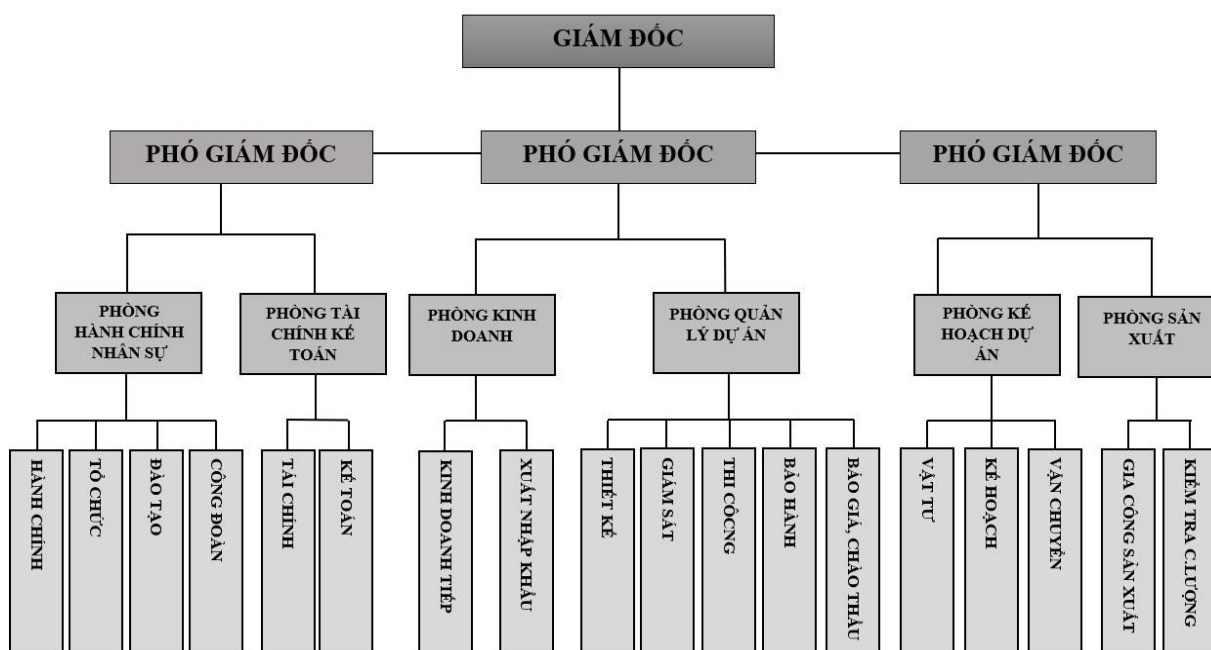 GIÁM ĐỐC
PHÓ GIÁM ĐỐC
PHÓ GIÁM ĐỐC
PHÓ GIÁM ĐỐC
PHÒNG
HÀNH CHÍNH
NHÂN SỰ
PHÒNG TÀI
CHÍNH KẾ
TOÁN
PHÒNG KINH
DOANH
PHÒNG QUẢN
LÝ DỰ ÁN
PHÒNG KẾ
HOẠCH DỰ
ÁN
PHÒNG SẢN
XUẤT
HÀNH CHÍNH
TỔ CHỨC
ĐÀO TẠO
CÔNG ĐOÀN
TÀI CHÍNH
KẾ TOÁN
KINH DOANH TIẾP
XUẤT NHẬP KHẨU
THIẾT KẾ
GIÁM SÁT
THI CÔCNG
BẢO HÀNH
BÁO GIÁ, CHÀO THẦU
VẬT TƯ
KẾ HOẠCH
VẬN CHUYỂN
GIA CÔNG SẢN XUẤT
KIỂM TRA C.LƯỢNG